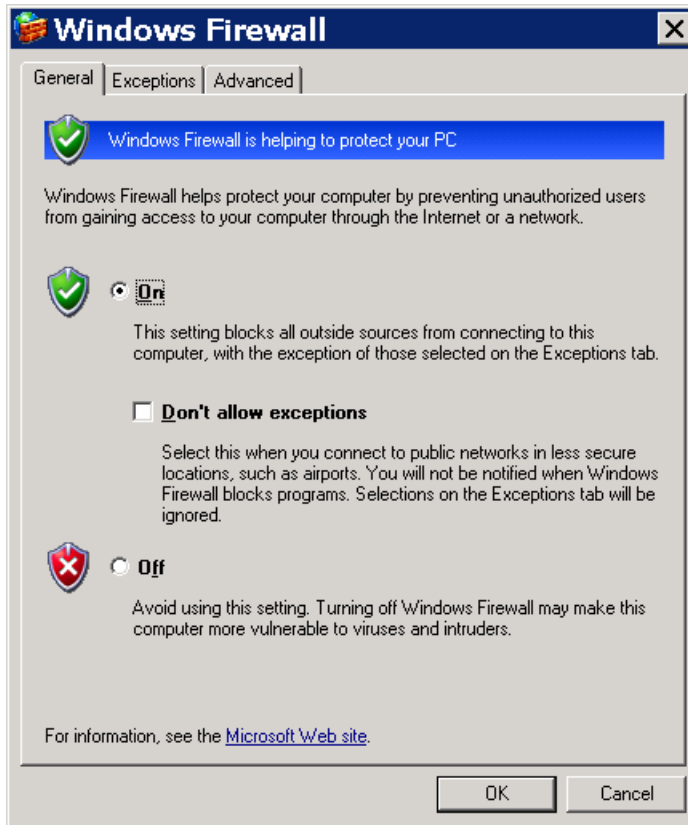 Windows Firewall
General
Exceptions
Advanced
Windows Firewall is helping to protect your PC
Windows Firewall helps protect your computer by preventing unauthorized users
from gaining access to your computer through the Internet or a network.
On
This setting blocks all outside sources from connecting to this
computer, with the exception of those selected on the Exceptions tab.
Don't allow exceptions
Select this when you connect to public networks in less secure
locations, such as airports. You will not be notified when Windows
Firewall blocks programs. Selections on the Exceptions tab will be
ignored.
Off
Avoid using this setting. Turning off Windows Firewall may make this
computer more vulnerable to viruses and intruders.
For information, see the Microsoft Web site.
OK
Cancel